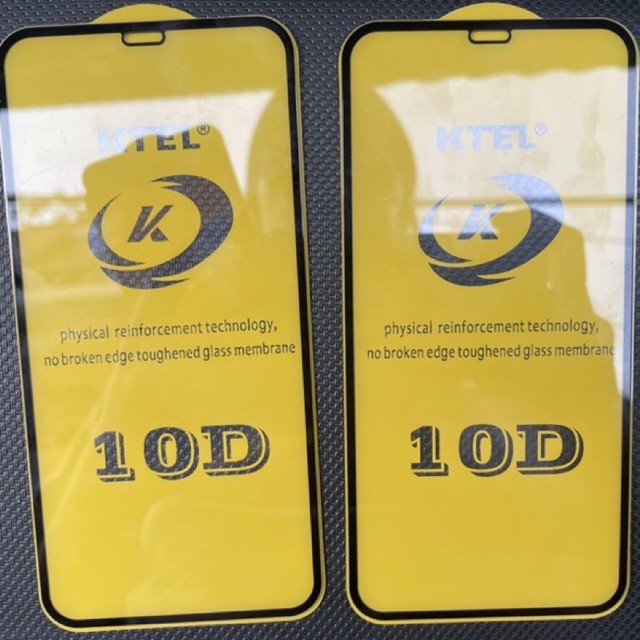 KTEL®
K
physical reinforcement technology,
no broken edge toughened glass membrane
10D
KTEL®
K
physical reinforcement technology,
no broken edge toughened glass membrane
10D